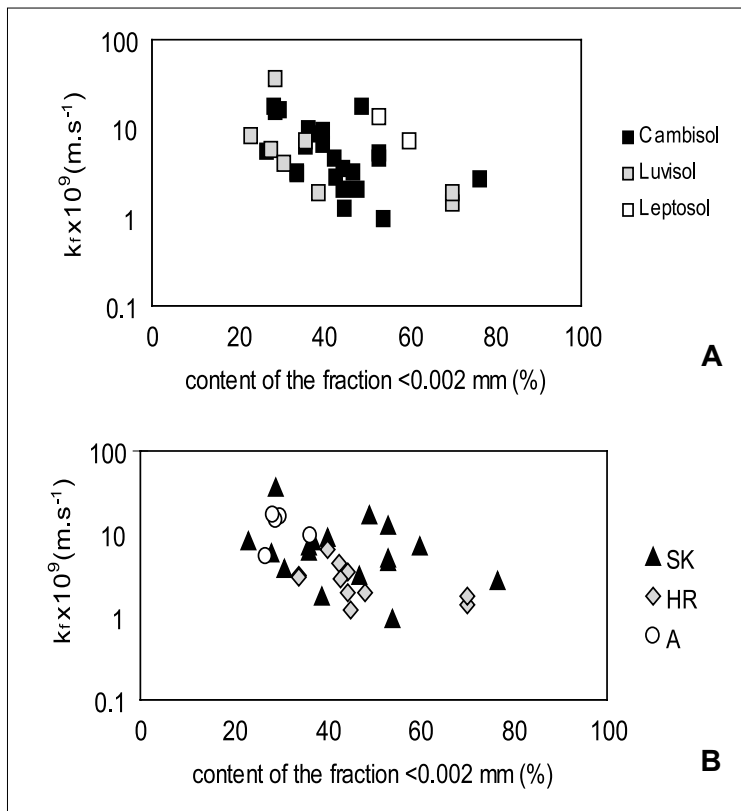 100
10
1
0.1
kf x10⁹(m.s⁻¹)
0 20 40 60 80 100
content of the fraction <0.002 mm (%)
Cambisol
Luvisol
Leptosol
A
100
10
1
0.1
kf x10⁹(m.s⁻¹)
0 20 40 60 80 100
content of the fraction <0.002 mm (%)
SK
HR
A
B